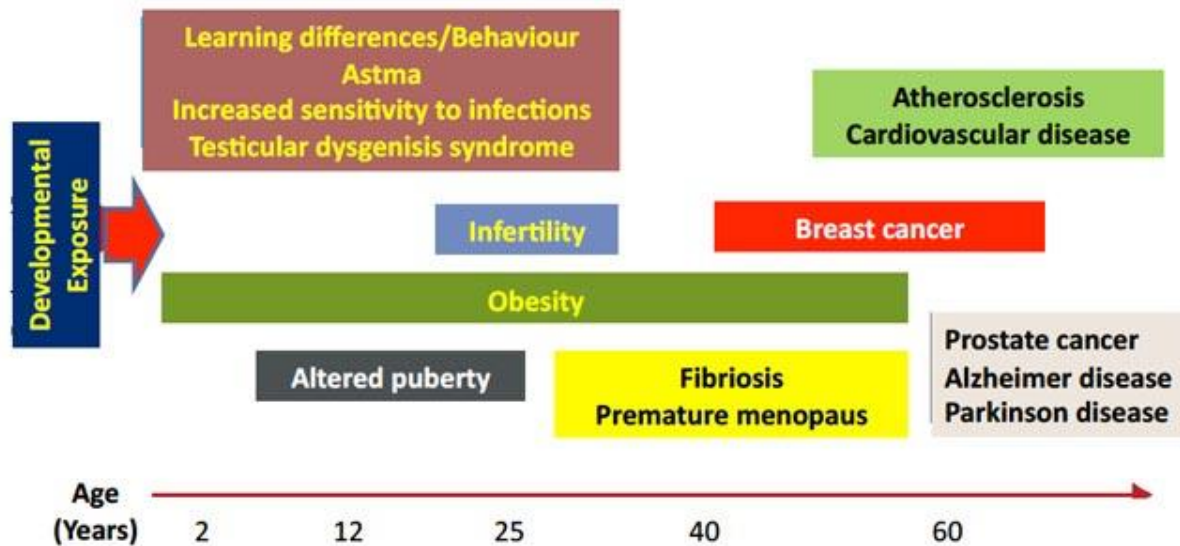 Learning differences/Behaviour
Astma
Increased sensitivity to infections
Testicular dysgenisis syndrome
Atherosclerosis
Cardiovascular disease
Developmental
Exposure
Infertility
Breast cancer
Obesity
Altered puberty
Fibriosis
Premature menopaus
Prostate cancer
Alzheimer disease
Parkinson disease
Age
(Years)
2 12 25 40 60